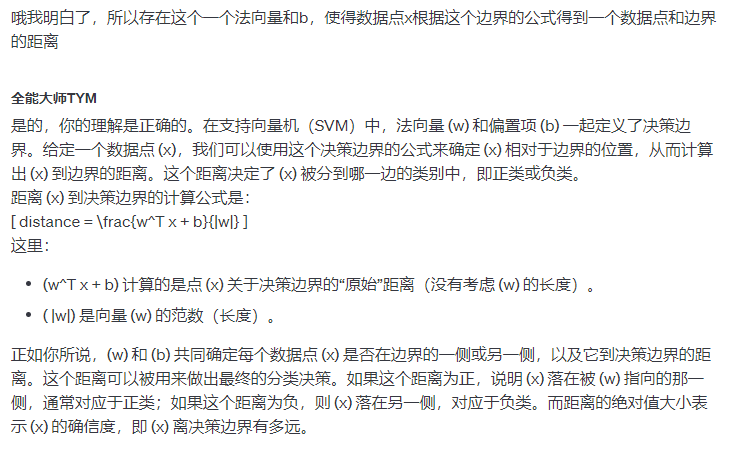 哦我明白了，所以存在这个一个法向量和b，使得数据点x根据这个边界的公式得到一个数据点和边界
的距离
全能大师TYM
是的，你的理解是正确的。在支持向量机（SVM）中，法向量 (w) 和偏置项 (b) 一起定义了决策边
界。给定一个数据点 (x)，我们可以使用这个决策边界的公式来确定 (x) 相对于边界的位置，从而计算
出 (x) 到边界的距离。这个距离决定了 (x) 被分到哪一边的类别中，即正类或负类。
距离 (x) 到决策边界的计算公式是：
[ distance = \frac{w^T x + b}{|w|} ]
这里：
• (w^T x + b) 计算的是点 (x) 关于决策边界的“原始”距离（没有考虑 (w) 的长度）。
• ( |w|) 是向量 (w) 的范数（长度）。
正如你所说，(w) 和 (b) 共同确定每个数据点 (x) 是否在边界的一侧或另一侧，以及它到决策边界的距
离。这个距离可以被用来做出最终的分类决策。如果这个距离为正，说明 (x) 落在被 (w) 指向的那一
侧，通常对应于正类；如果这个距离为负，则 (x) 落在另一侧，对应于负类。而距离的绝对值大小表
示 (x) 的确信度，即 (x) 离决策边界有多远。